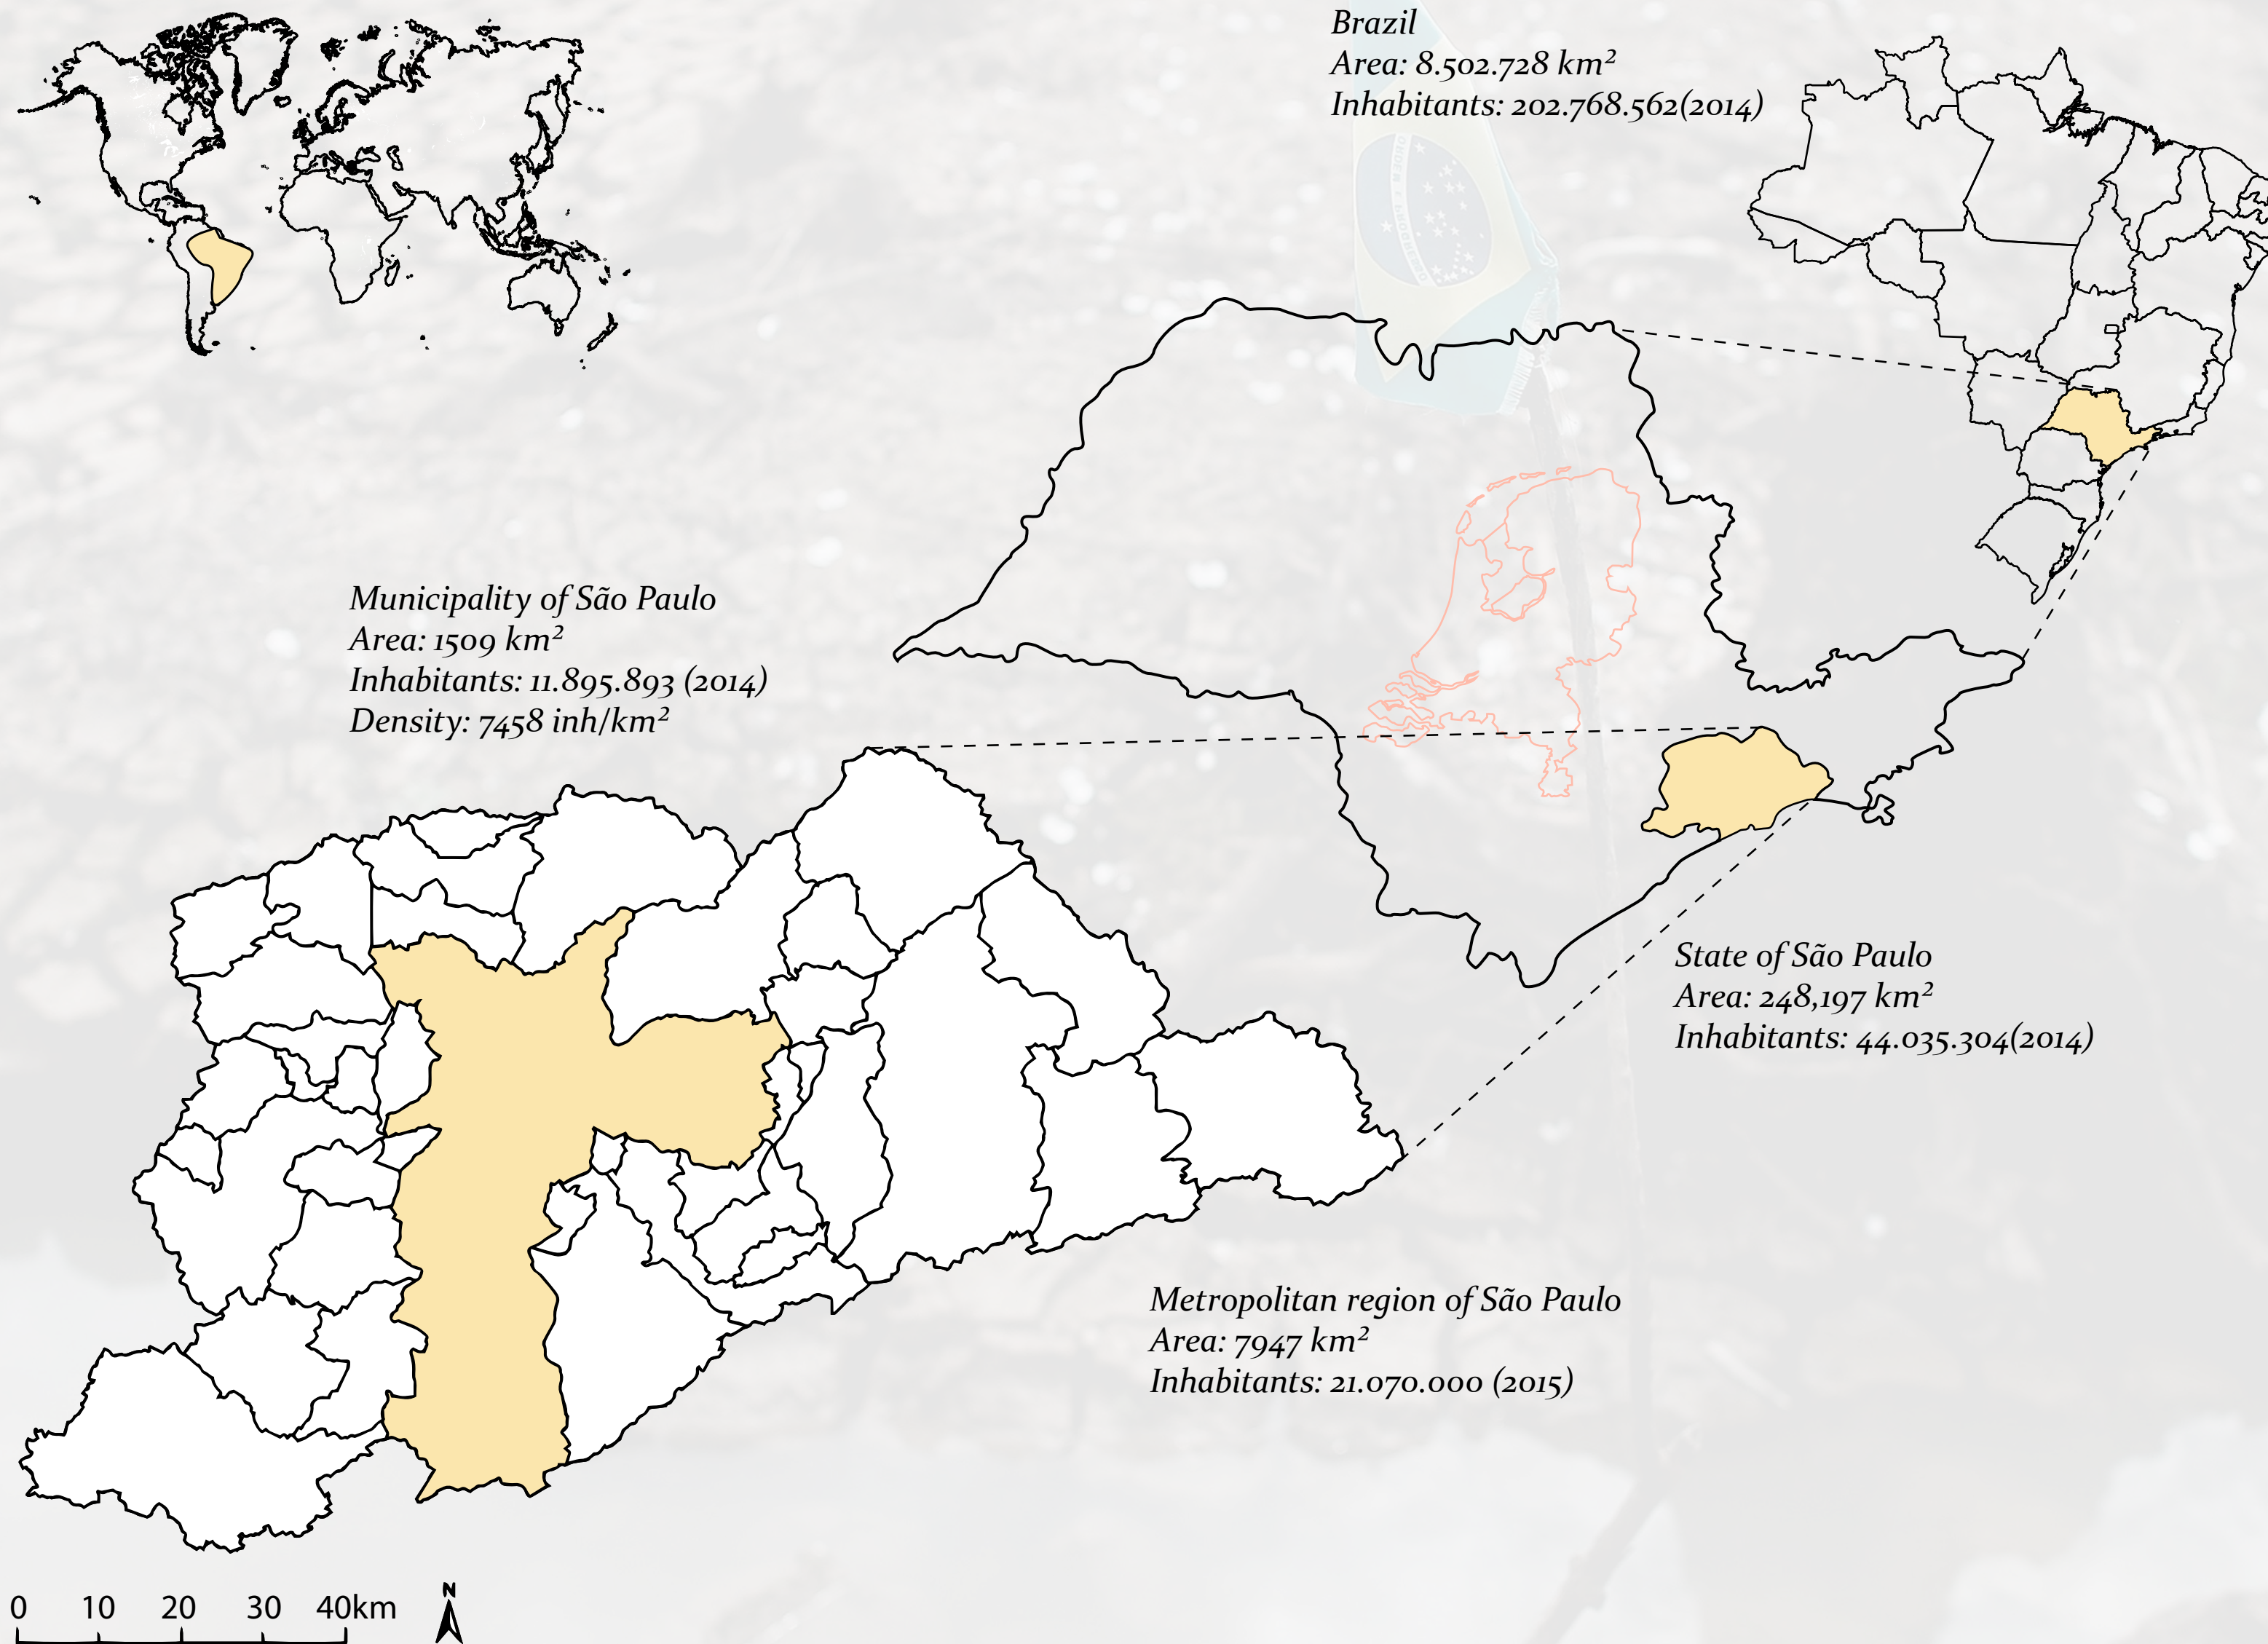 Brazil
Area: 8.502.728 km²
Inhabitants: 202.768.562(2014)
Municipality of São Paulo
Area: 1509 km²
Inhabitants: 11.895.893 (2014)
Density: 7458 inh/km²
State of São Paulo
Area: 248,197 km²
Inhabitants: 44.035.304(2014)
Metropolitan region of São Paulo
Area: 7947 km²
Inhabitants: 21.070.000 (2015)
N
0 10 20 30 40km